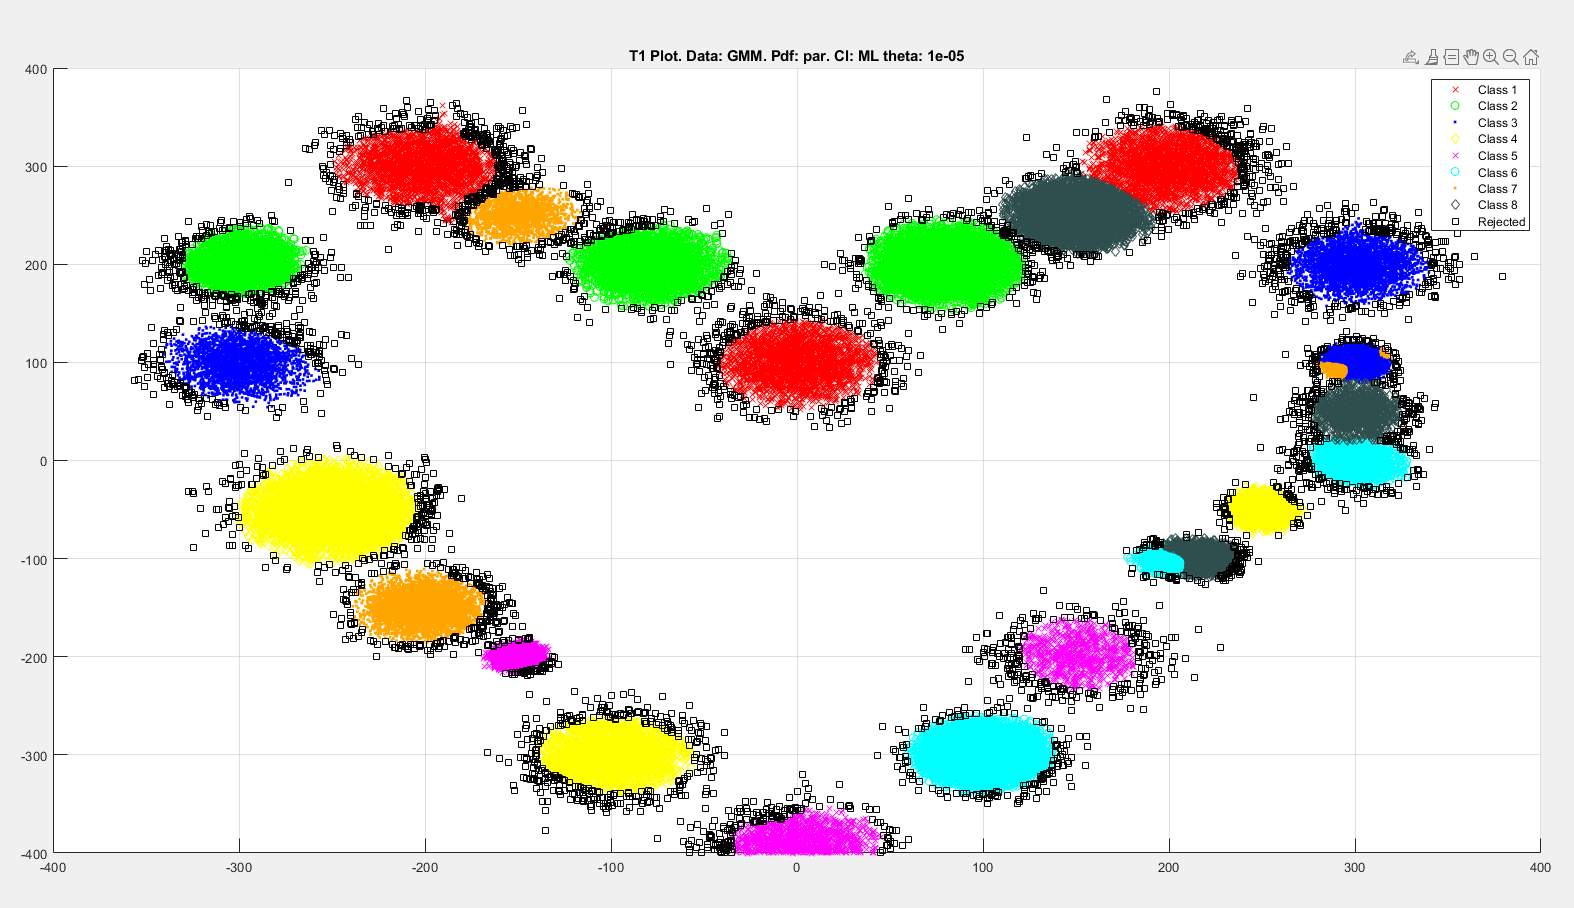 T1 Plot. Data: GMM. Pdf: par. Cl: ML theta: 1e-05
400
300
200
100
0
-100
-200
-300
-400
-400
-300
-200
-100
0
100
200
300
400
Class 1
Class 2
Class 3
Class 4
Class 5
Class 6
Class 7
Class 8
Rejected